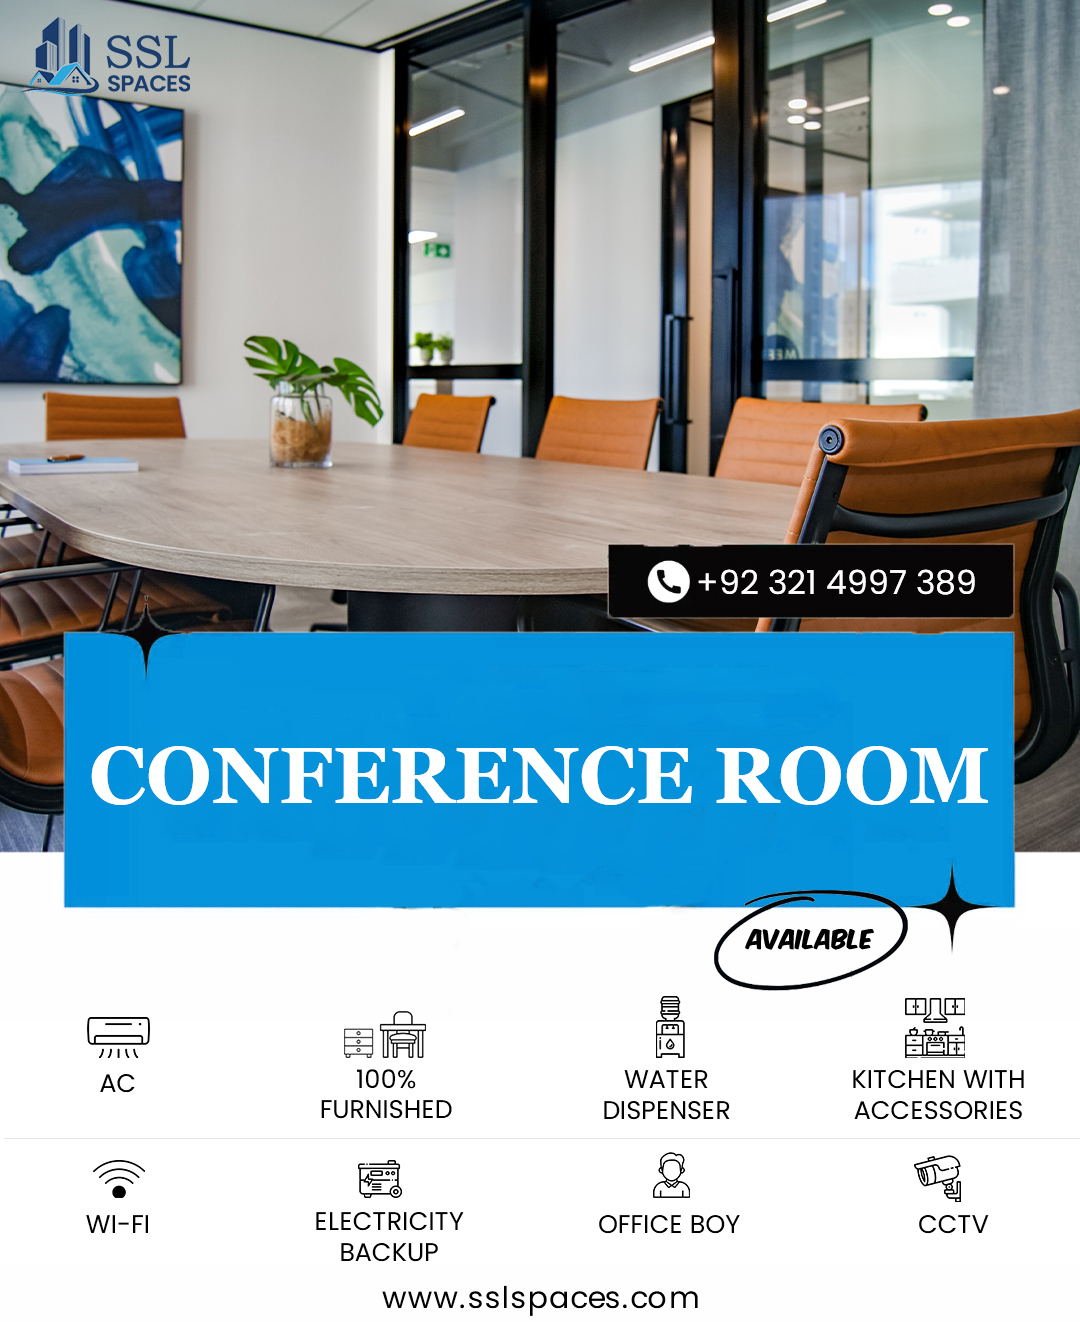 SSL
SPACES
+92 321 4997 389
CONFERENCE ROOM
AVAILABLE
AC
100%
FURNISHED
WATER
DISPENSER
KITCHEN WITH
ACCESSORIES
WI-FI
ELECTRICITY
BACKUP
OFFICE BOY
CCTV
www.sslspaces.com